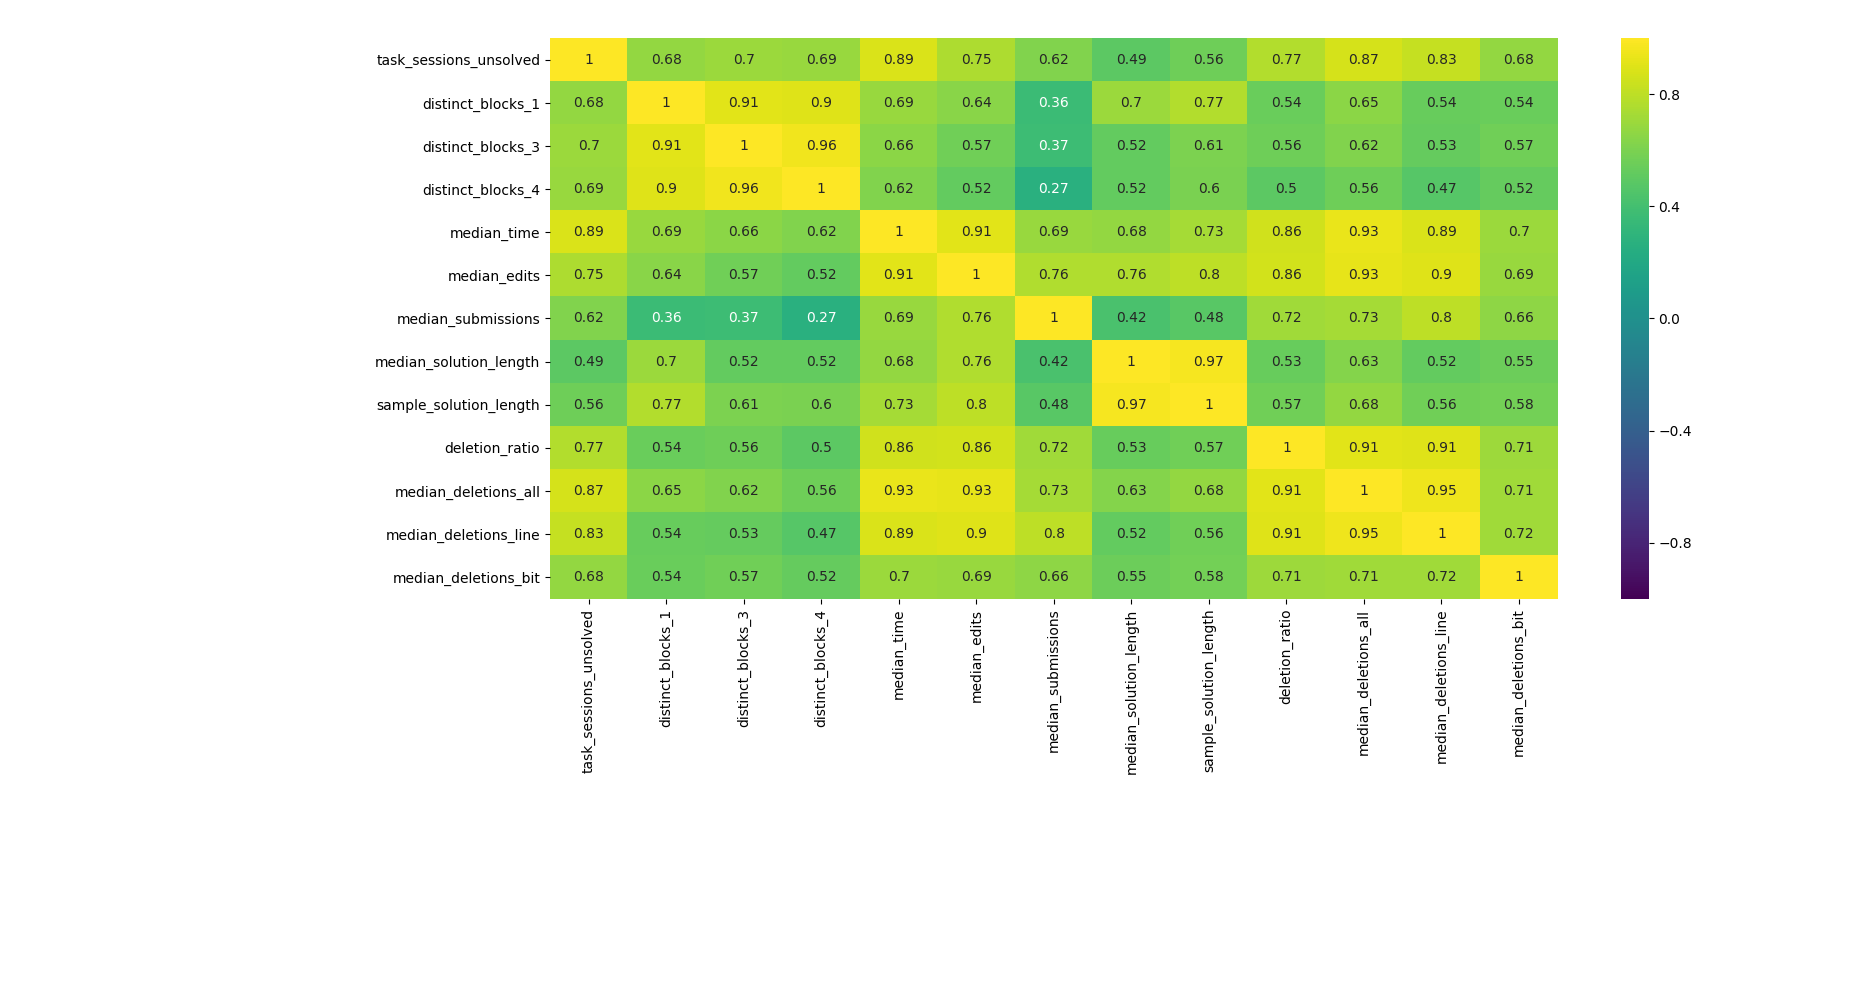 task_sessions_unsolved 1 0.68 0.7 0.69 0.89 0.75 0.62 0.49 0.56 0.77 0.87 0.83 0.68
distinct_blocks_1 0.68 1 0.91 0.9 0.69 0.64 0.36 0.7 0.77 0.54 0.65 0.54 0.54
distinct_blocks_3 0.7 0.91 1 0.96 0.66 0.57 0.37 0.52 0.61 0.56 0.62 0.53 0.57
distinct_blocks_4 0.69 0.9 0.96 1 0.62 0.52 0.27 0.52 0.6 0.5 0.56 0.47 0.52
median_time 0.89 0.69 0.66 0.62 1 0.91 0.69 0.68 0.73 0.86 0.93 0.89 0.7
median_edits 0.75 0.64 0.57 0.52 0.91 1 0.76 0.76 0.8 0.86 0.93 0.9 0.69
median_submissions 0.62 0.36 0.37 0.27 0.69 0.76 1 0.42 0.48 0.72 0.73 0.8 0.66
median_solution_length 0.49 0.7 0.52 0.52 0.68 0.76 0.42 1 0.97 0.53 0.63 0.52 0.55
sample_solution_length 0.56 0.77 0.61 0.6 0.73 0.8 0.48 0.97 1 0.57 0.68 0.56 0.58
deletion_ratio 0.77 0.54 0.56 0.5 0.86 0.86 0.72 0.53 0.57 1 0.91 0.91 0.71
median_deletions_all 0.87 0.65 0.62 0.56 0.93 0.93 0.73 0.63 0.68 0.91 1 0.95 0.71
median_deletions_line 0.83 0.54 0.53 0.47 0.89 0.9 0.8 0.52 0.56 0.91 0.95 1 0.72
median_deletions_bit 0.68 0.54 0.57 0.52 0.7 0.69 0.66 0.55 0.58 0.71 0.71 0.72 1
task_sessions_unsolved
distinct_blocks_1
distinct_blocks_3
distinct_blocks_4
median_time
median_edits
median_submissions
median_solution_length
sample_solution_length
deletion_ratio
median_deletions_all
median_deletions_line
median_deletions_bit
0.8
0.4
0.0
−0.4
−0.8